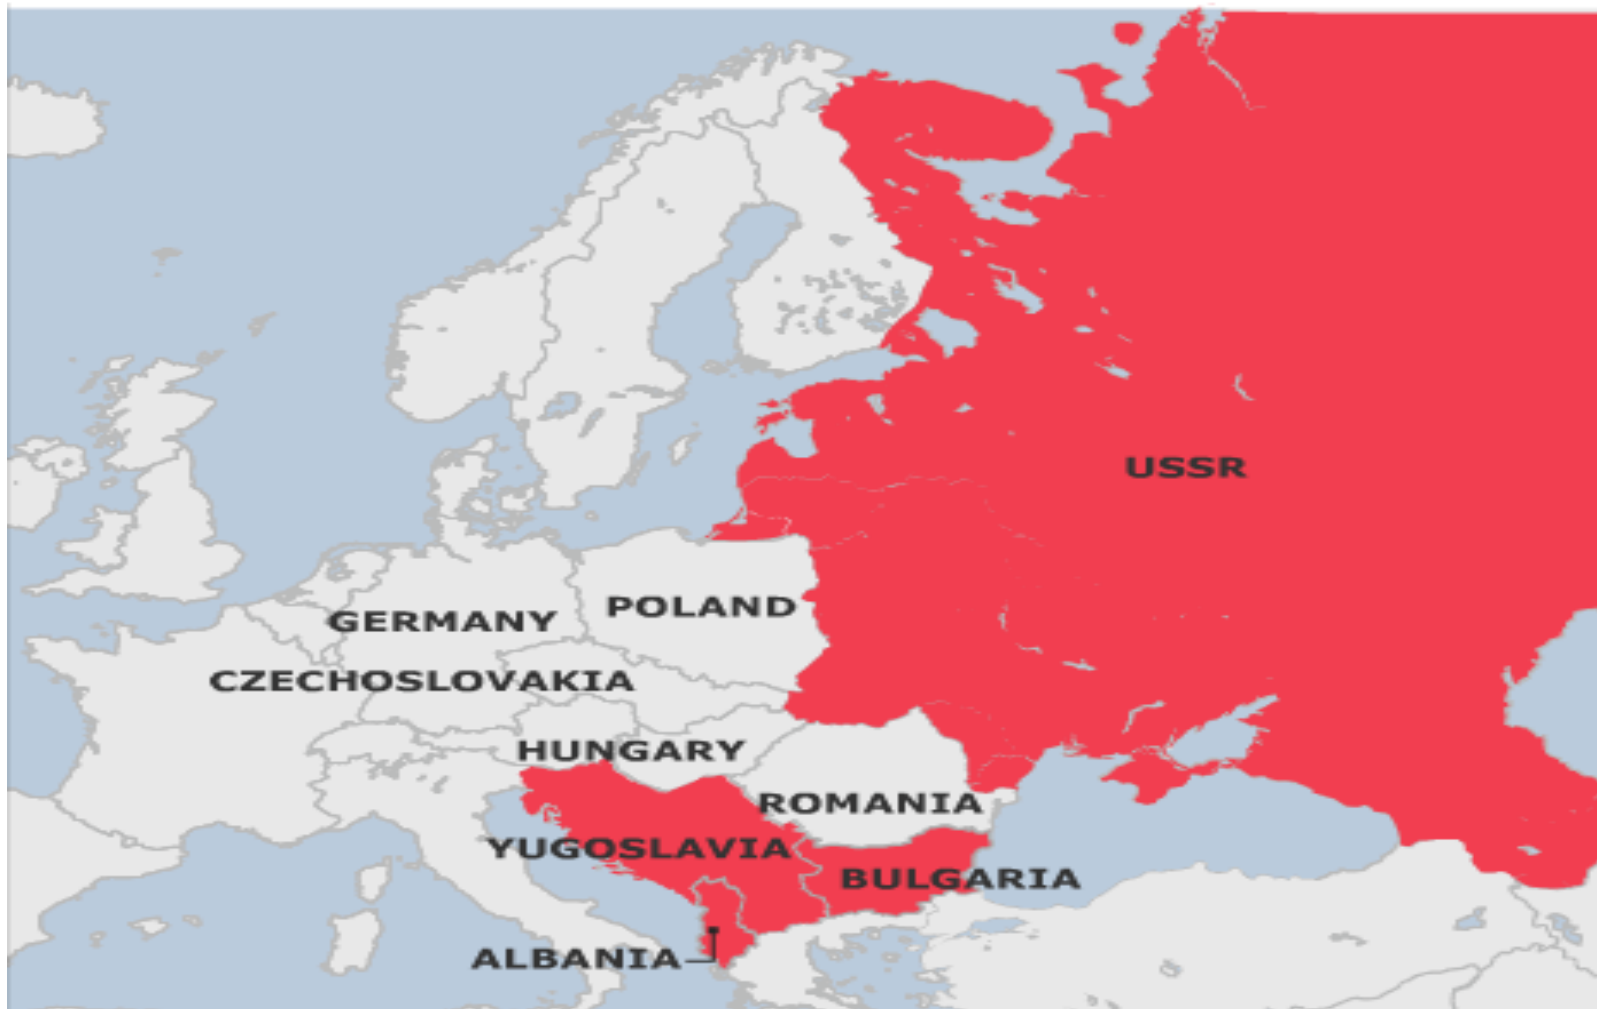 USSR
POLAND
GERMANY
CZECHOSLOVAKIA
HUNGARY
ROMANIA
YUGOSLAVIA
BULGARIA
ALBANIA